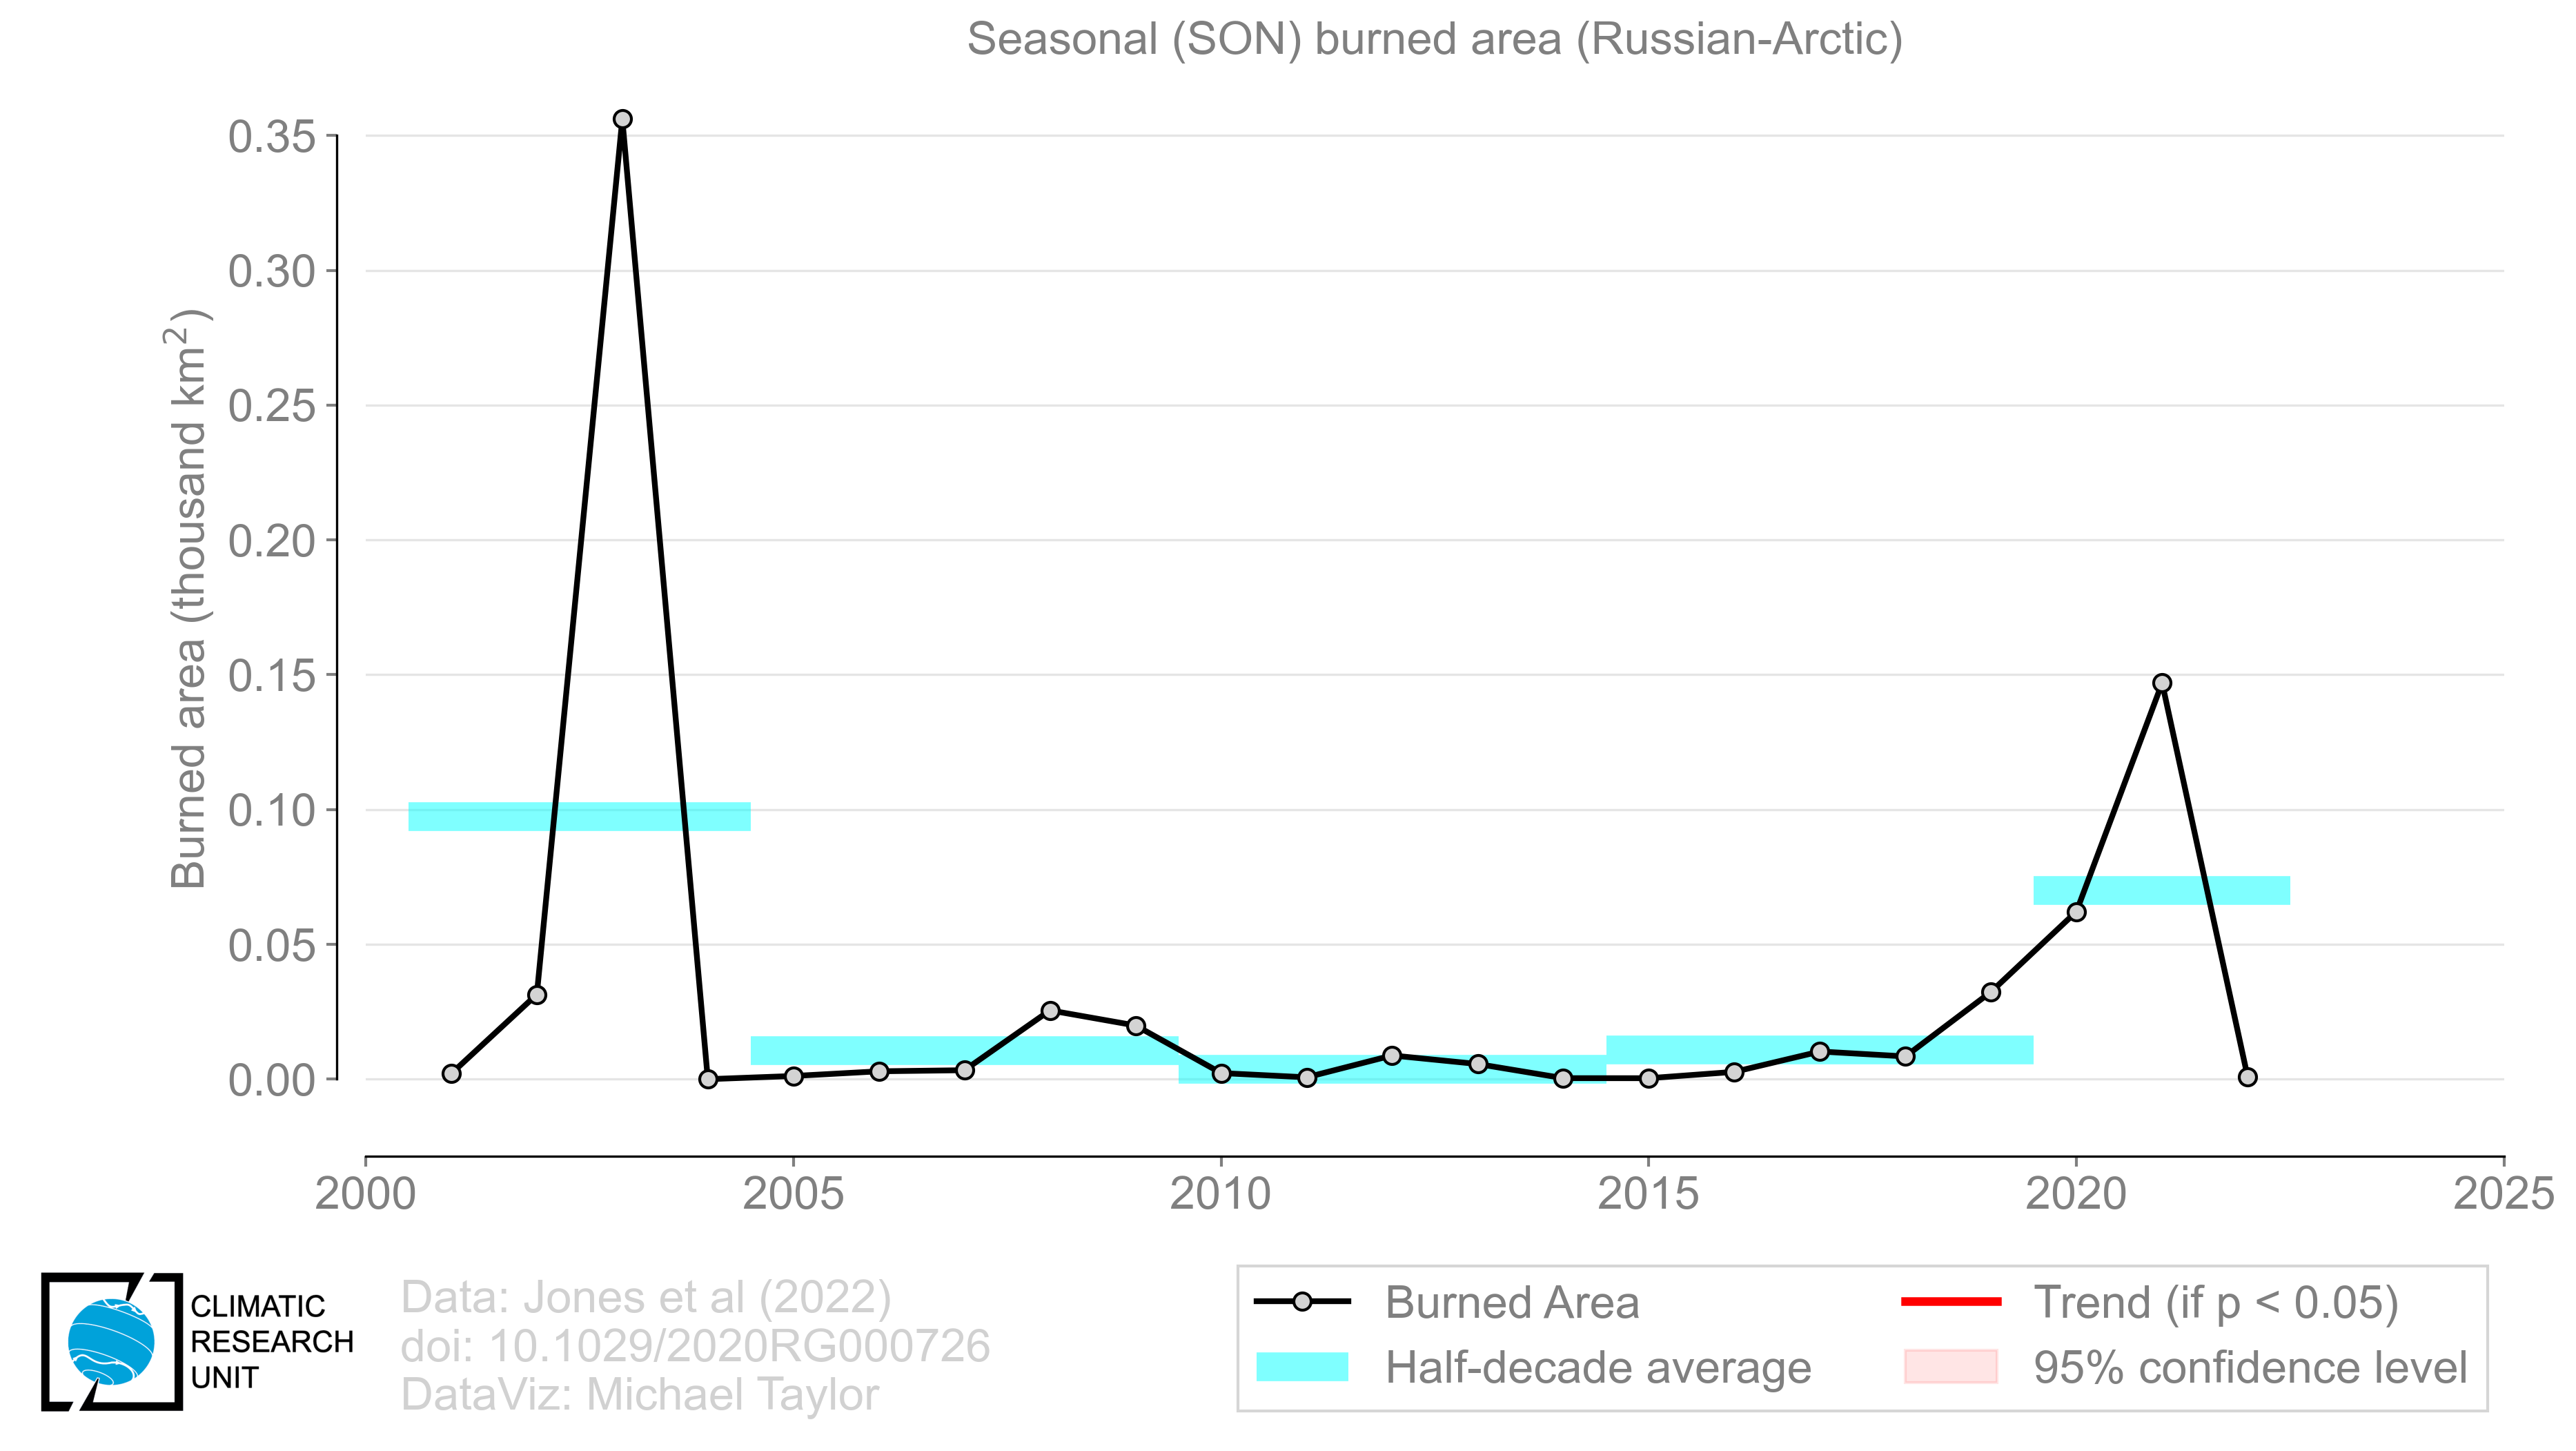 Seasonal (SON) burned area (Russian-Arctic)
Burned area (thousand km²)
0.35
0.30
0.25
0.20
0.15
0.10
0.05
0.00
2000 2005 2010 2015 2020 2025
CLIMATIC
RESEARCH
UNIT
Data: Jones et al (2022)
doi: 10.1029/2020RG000726
DataViz: Michael Taylor
Burned Area
Half-decade average
Trend (if p < 0.05)
95% confidence level